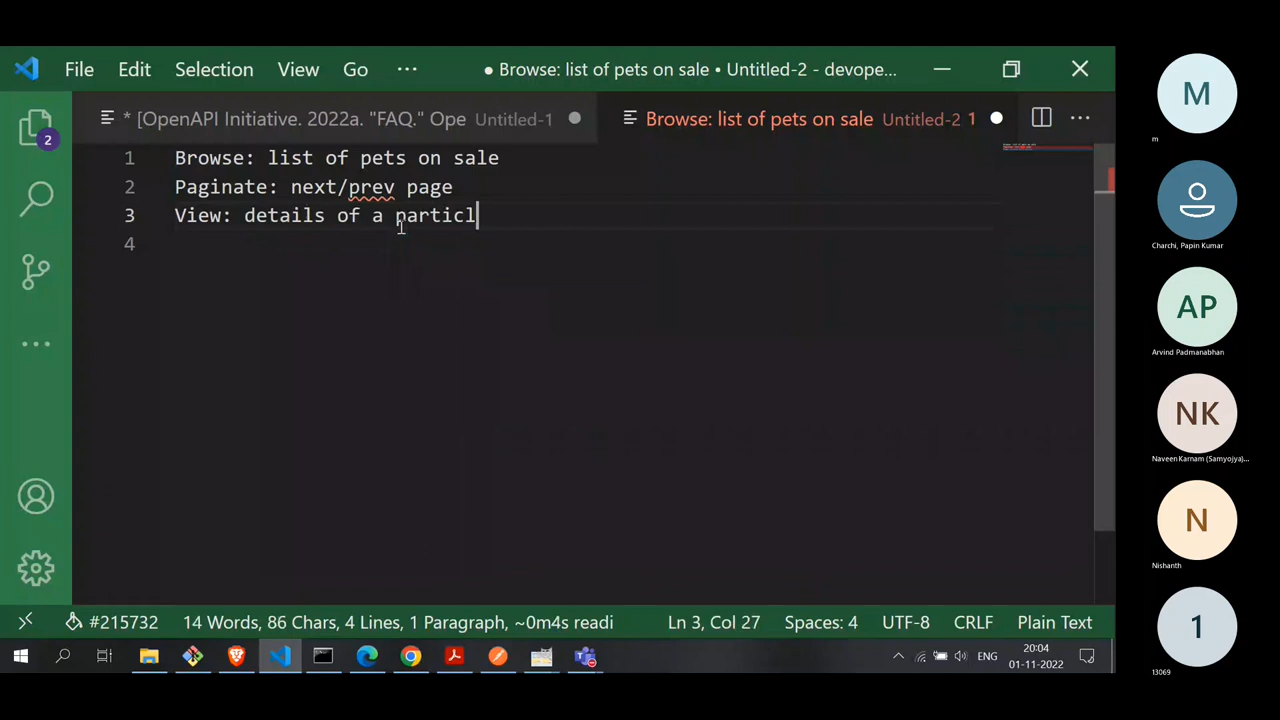 File Edit Selection View Go ··· ● Browse: list of pets on sale • Untitled-2 - devope...
* [OpenAPI Initiative. 2022a. "FAQ." Ope Untitled-1
Browse: list of pets on sale Untitled-2 1
2
1 Browse: list of pets on sale
2 Paginate: next/prev page
3 View: details of a particl
4
#215732 14 Words, 86 Chars, 4 Lines, 1 Paragraph, ~0m4s readi Ln 3, Col 27 Spaces: 4 UTF-8 CRLF Plain Text
ENG
20:04
01-11-2022
M
m
Charchi, Papin Kumar
AP
Arvind Padmanabhan
NK
Naveen Karnam (Samyojya)...
N
Nishanth
1
13069